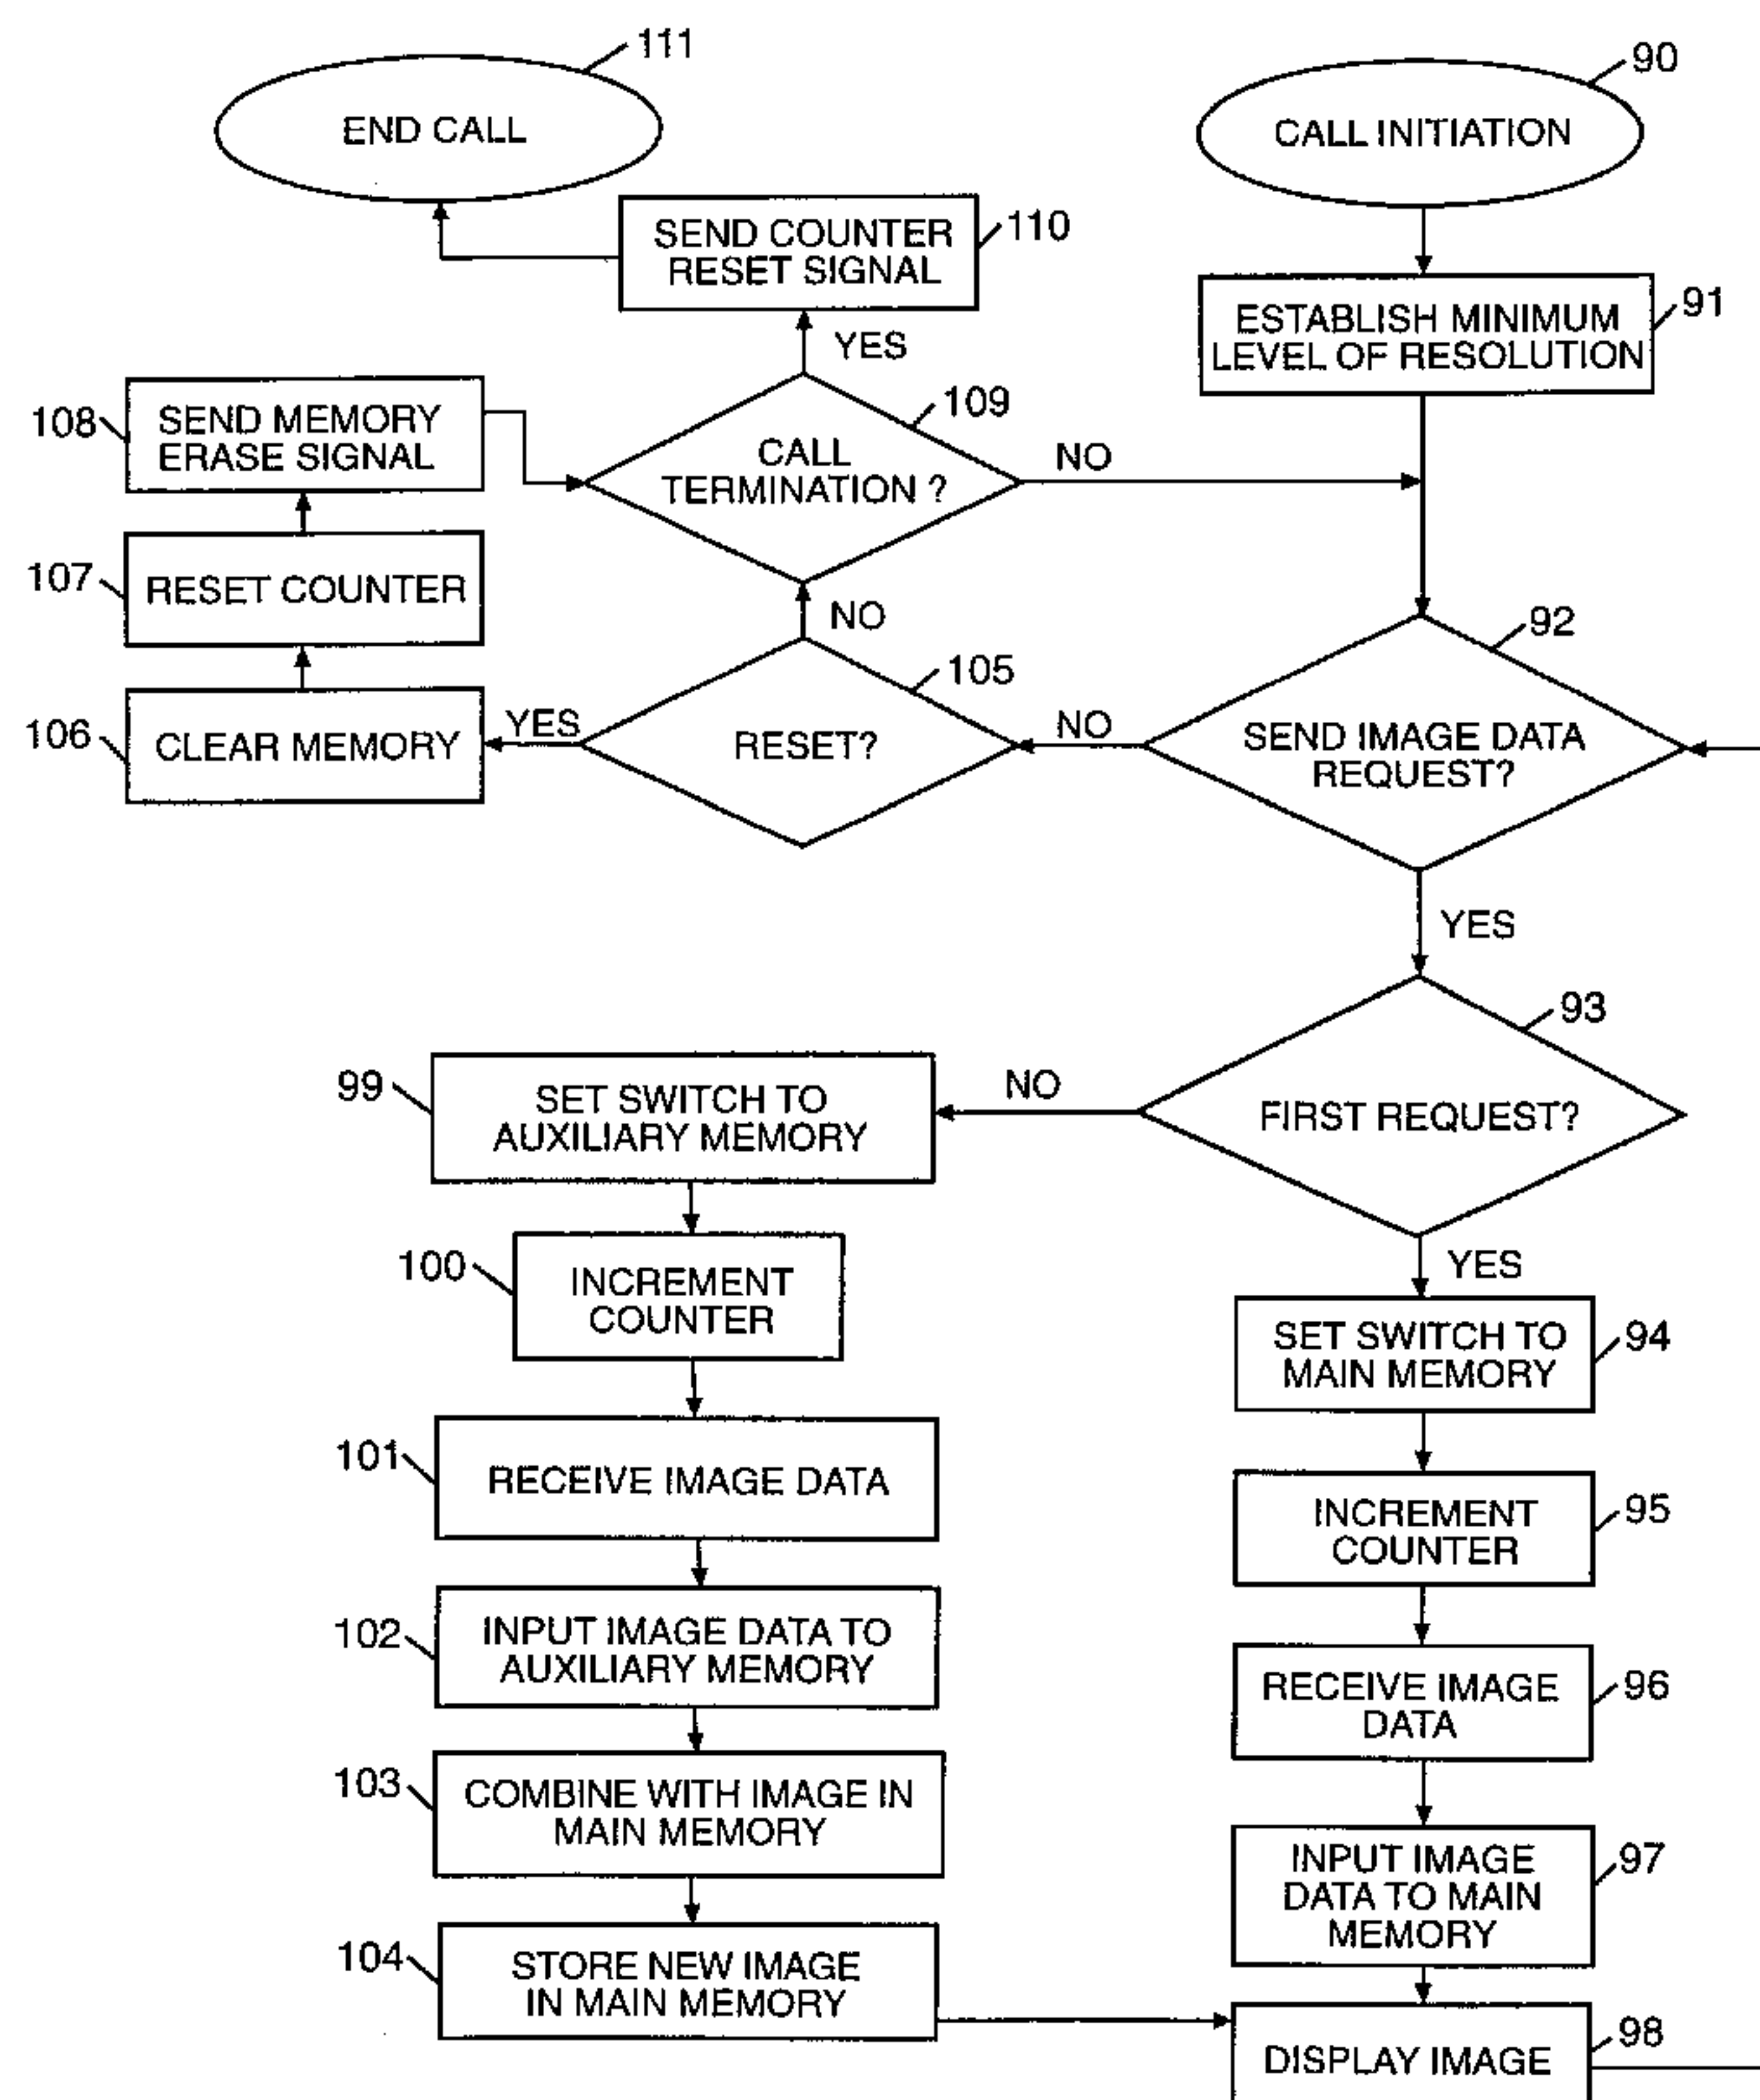 111
END CALL
90
CALL INITIATION
SEND COUNTER
RESET SIGNAL
110
91
ESTABLISH MINIMUM
LEVEL OF RESOLUTION
YES
108
SEND MEMORY
ERASE SIGNAL
109
CALL
TERMINATION ?
NO
107
RESET COUNTER
NO
92
SEND IMAGE DATA
REQUEST?
NO
105
RESET?
YES
106
CLEAR MEMORY
YES
93
FIRST REQUEST?
NO
99
SET SWITCH TO
AUXILIARY MEMORY
100
INCREMENT
COUNTER
YES
SET SWITCH TO
MAIN MEMORY
94
101
RECEIVE IMAGE DATA
INCREMENT
COUNTER
95
102
INPUT IMAGE DATA TO
AUXILIARY MEMORY
RECEIVE IMAGE
DATA
96
103
COMBINE WITH IMAGE IN
MAIN MEMORY
INPUT IMAGE
DATA TO MAIN
MEMORY
97
104
STORE NEW IMAGE
IN MAIN MEMORY
DISPLAY IMAGE
98